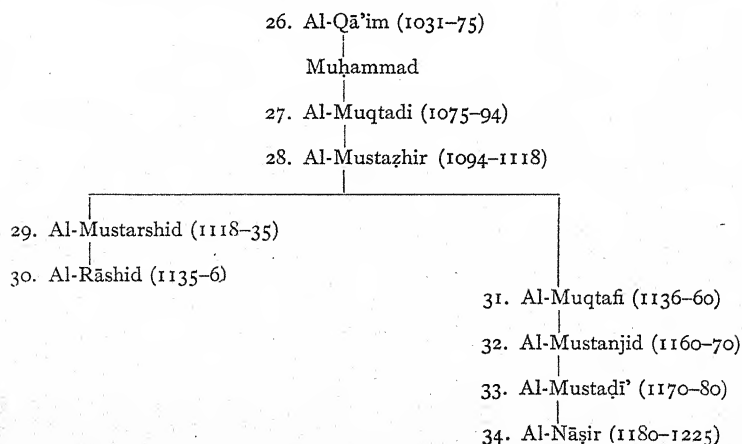 26. Al-Qā’im (1031–75)
Muḥammad
27. Al-Muqtadi (1075–94)
28. Al-Mustaẓhir (1094–1118)
29. Al-Mustarshid (1118–35)
30. Al-Rāshid (1135–6)
31. Al-Muqtafi (1136–60)
32. Al-Mustanjid (1160–70)
33. Al-Mustaḍī’ (1170–80)
34. Al-Nāṣir (1180–1225)